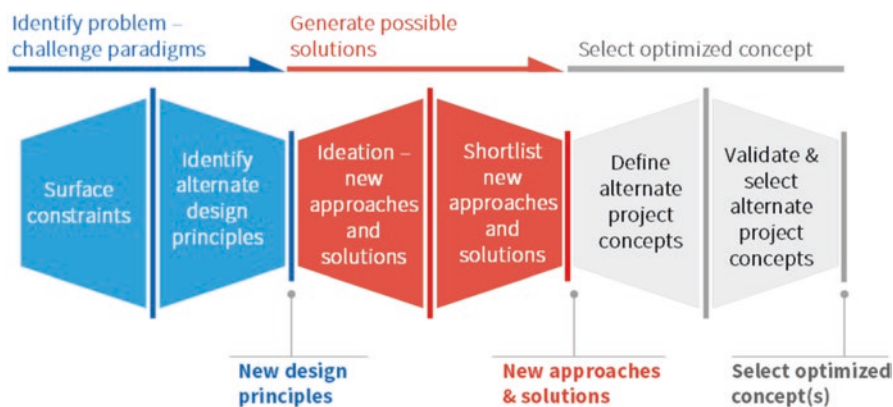 Identify problem –
challenge paradigms
Generate possible
solutions
Select optimized concept
Surface
constraints
Identify
alternate
design
principles
Ideation –
new
approaches
and
solutions
Shortlist
new
approaches
and
solutions
Define
alternate
project
concepts
Validate &
select
alternate
project
concepts
New design
principles
New approaches
& solutions
Select optimized
concept(s)